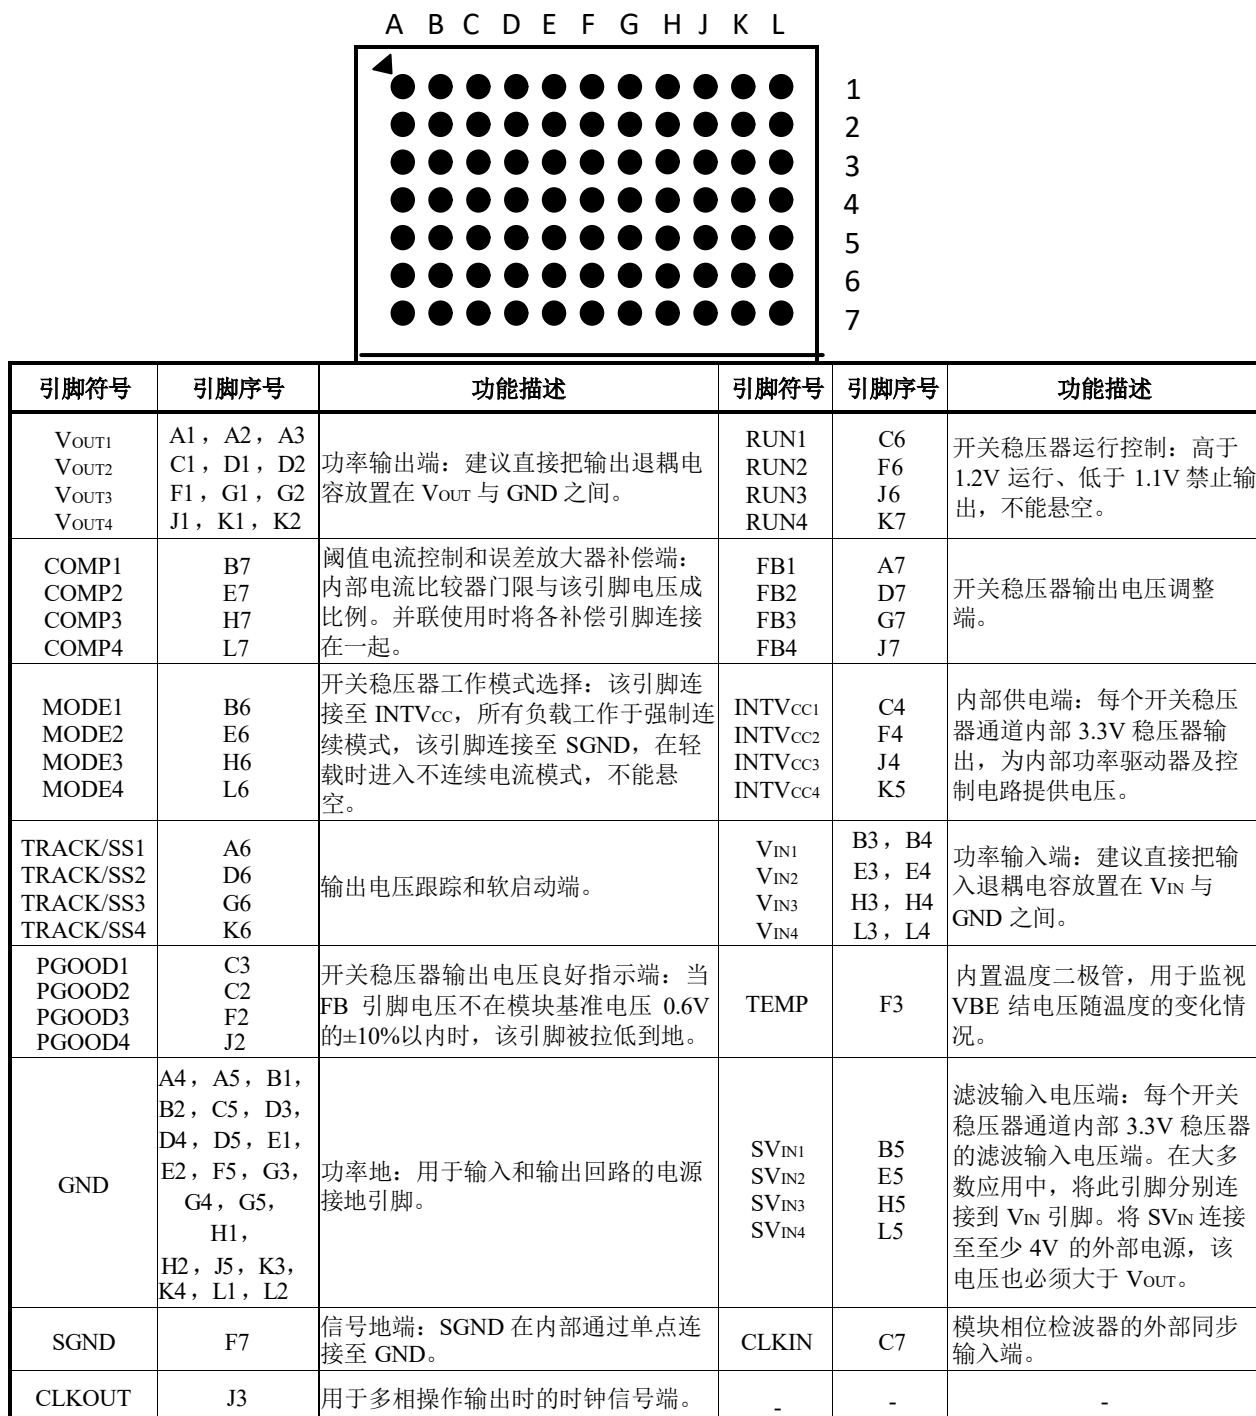 A B C D E F G H J K L
1
2
3
4
5
6
7
引脚符号 引脚序号 功能描述 引脚符号 引脚序号 功能描述
VOUT1
VOUT2
VOUT3
VOUT4
A1，A2，A3
C1，D1，D2
F1，G1，G2
J1，K1，K2
功率输出端：建议直接把输出退耦电
容放置在 VOUT 与 GND 之间。
RUN1
RUN2
RUN3
RUN4
C6
F6
J6
K7
开关稳压器运行控制：高于
1.2V 运行、低于 1.1V 禁止输
出，不能悬空。
COMP1
COMP2
COMP3
COMP4
B7
E7
H7
L7
阈值电流控制和误差放大器补偿端：
内部电流比较器门限与该引脚电压成
比例。并联使用时将各补偿引脚连接
在一起。
FB1
FB2
FB3
FB4
A7
D7
G7
J7
开关稳压器输出电压调整
端。
MODE1
MODE2
MODE3
MODE4
B6
E6
H6
L6
开关稳压器工作模式选择：该引脚连
接至 INTVCC，所有负载工作于强制连
续模式，该引脚连接至 SGND，在轻
载时进入不连续电流模式，不能悬
空。
INTVCC1
INTVCC2
INTVCC3
INTVCC4
C4
F4
J4
K5
内部供电端：每个开关稳压
器通道内部 3.3V 稳压器输
出，为内部功率驱动器及控
制电路提供电压。
TRACK/SS1
TRACK/SS2
TRACK/SS3
TRACK/SS4
A6
D6
G6
K6
输出电压跟踪和软启动端。
VIN1
VIN2
VIN3
VIN4
B3，B4
E3，E4
H3，H4
L3，L4
功率输入端：建议直接把输
入退耦电容放置在 VIN 与
GND 之间。
PGOOD1
PGOOD2
PGOOD3
PGOOD4
C3
C2
F2
J2
开关稳压器输出电压良好指示端：当
FB 引脚电压不在模块基准电压 0.6V
的±10%以内时，该引脚被拉低到地。
TEMP
F3
内置温度二极管，用于监视
VBE 结电压随温度的变化情
况。
GND
A4，A5，B1，
B2，C5，D3，
D4，D5，E1，
E2，F5，G3，
G4，G5，
H1，
H2，J5，K3，
K4，L1，L2
功率地：用于输入和输出回路的电源
接地引脚。
SVIN1
SVIN2
SVIN3
SVIN4
B5
E5
H5
L5
滤波输入电压端：每个开关
稳压器通道内部 3.3V 稳压器
的滤波输入电压端。在大多
数应用中，将此引脚分别连
接到 VIN 引脚。将 SVIN 连接
至至少 4V 的外部电源，该
电压也必须大于 VOUT。
SGND
F7
信号地端：SGND 在内部通过单点连
接至 GND。
CLKIN
C7
模块相位检波器的外部同步
输入端。
CLKOUT
J3
用于多相操作输出时的时钟信号端。
-
-
-